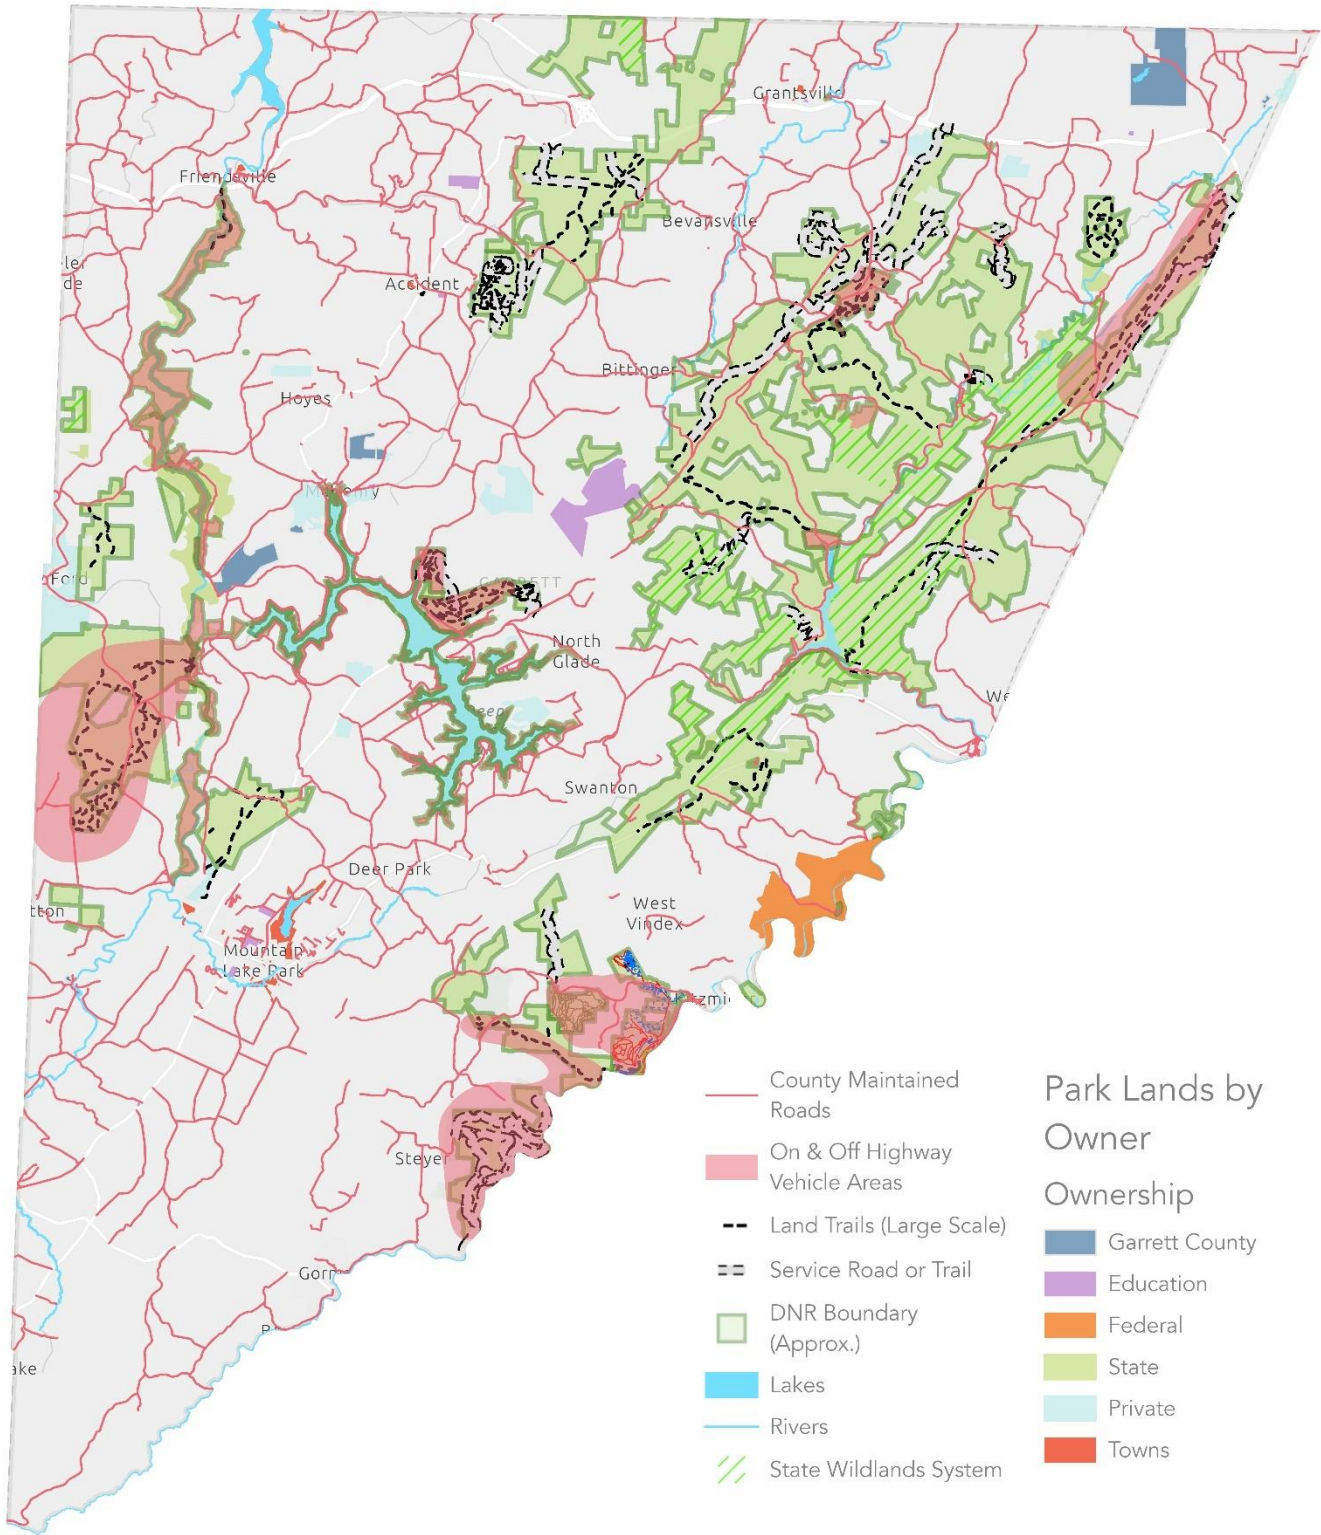 Grantsville
Friendsville
Bevansville
Accident
Bittinger
Hoyes
GARRETT
North
Glade
Swanton
Deer Park
West
Vindex
Mountain
Lake Park
Steyer
County Maintained
Roads
On & Off Highway
Vehicle Areas
Land Trails (Large Scale)
Service Road or Trail
DNR Boundary
(Approx.)
Lakes
Rivers
State Wildlands System
Park Lands by
Owner
Ownership
Garrett County
Education
Federal
State
Private
Towns